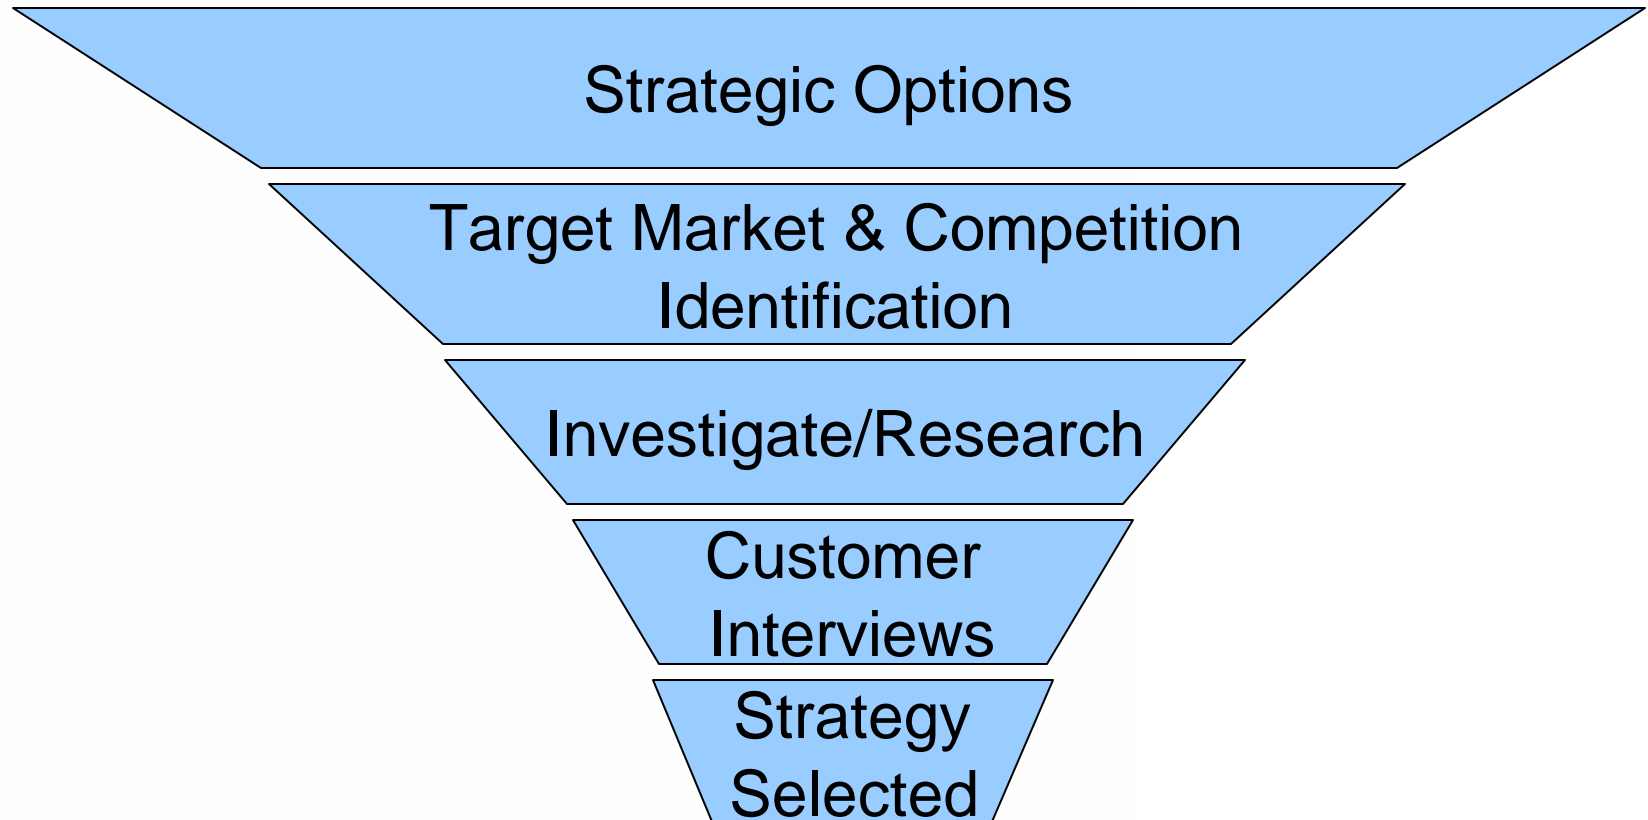 Strategic Options
Target Market & Competition
Identification
Investigate/Research
Customer
Interviews
Strategy
Selected